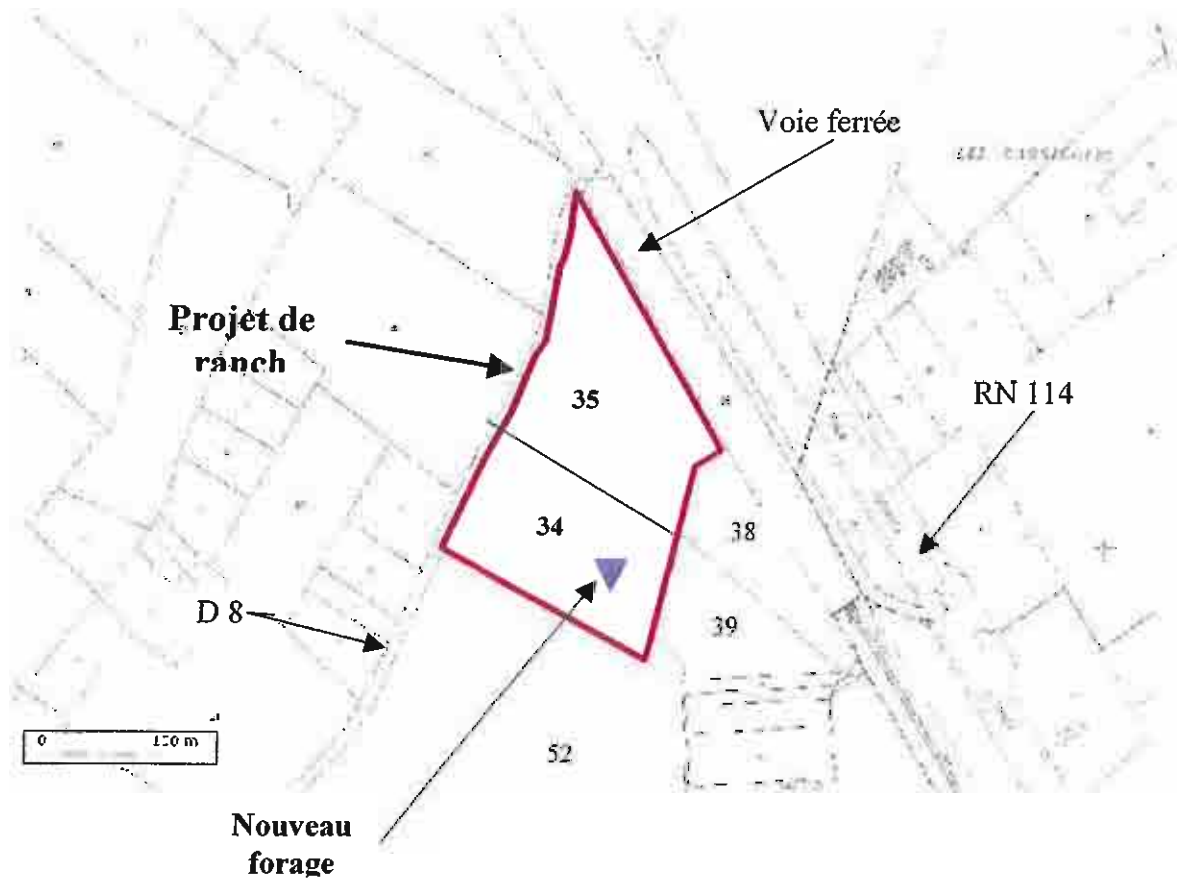 Voie ferrée
Projet de
ranch
35
RN 114
34
38
D 8
39
0
52
Nouveau
forage